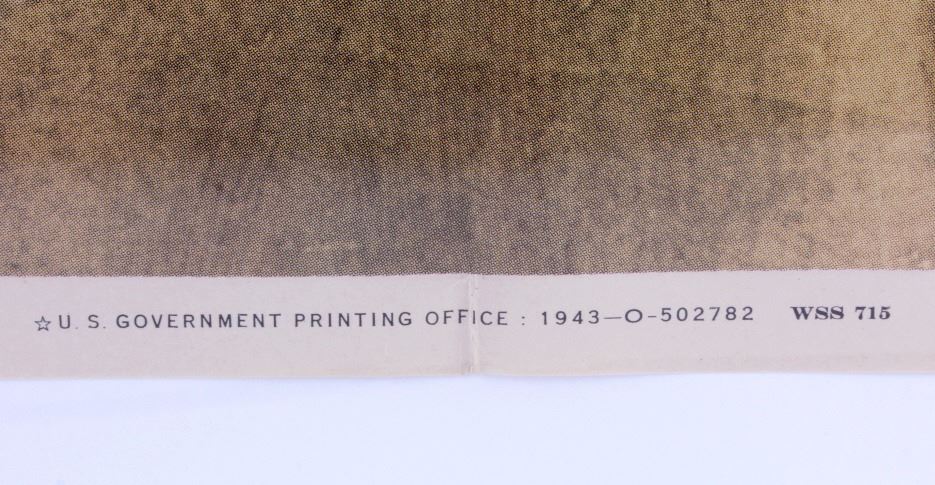 ☆ U. S. GOVERNMENT PRINTING OFFICE : 1943—O-502782 WSS 715